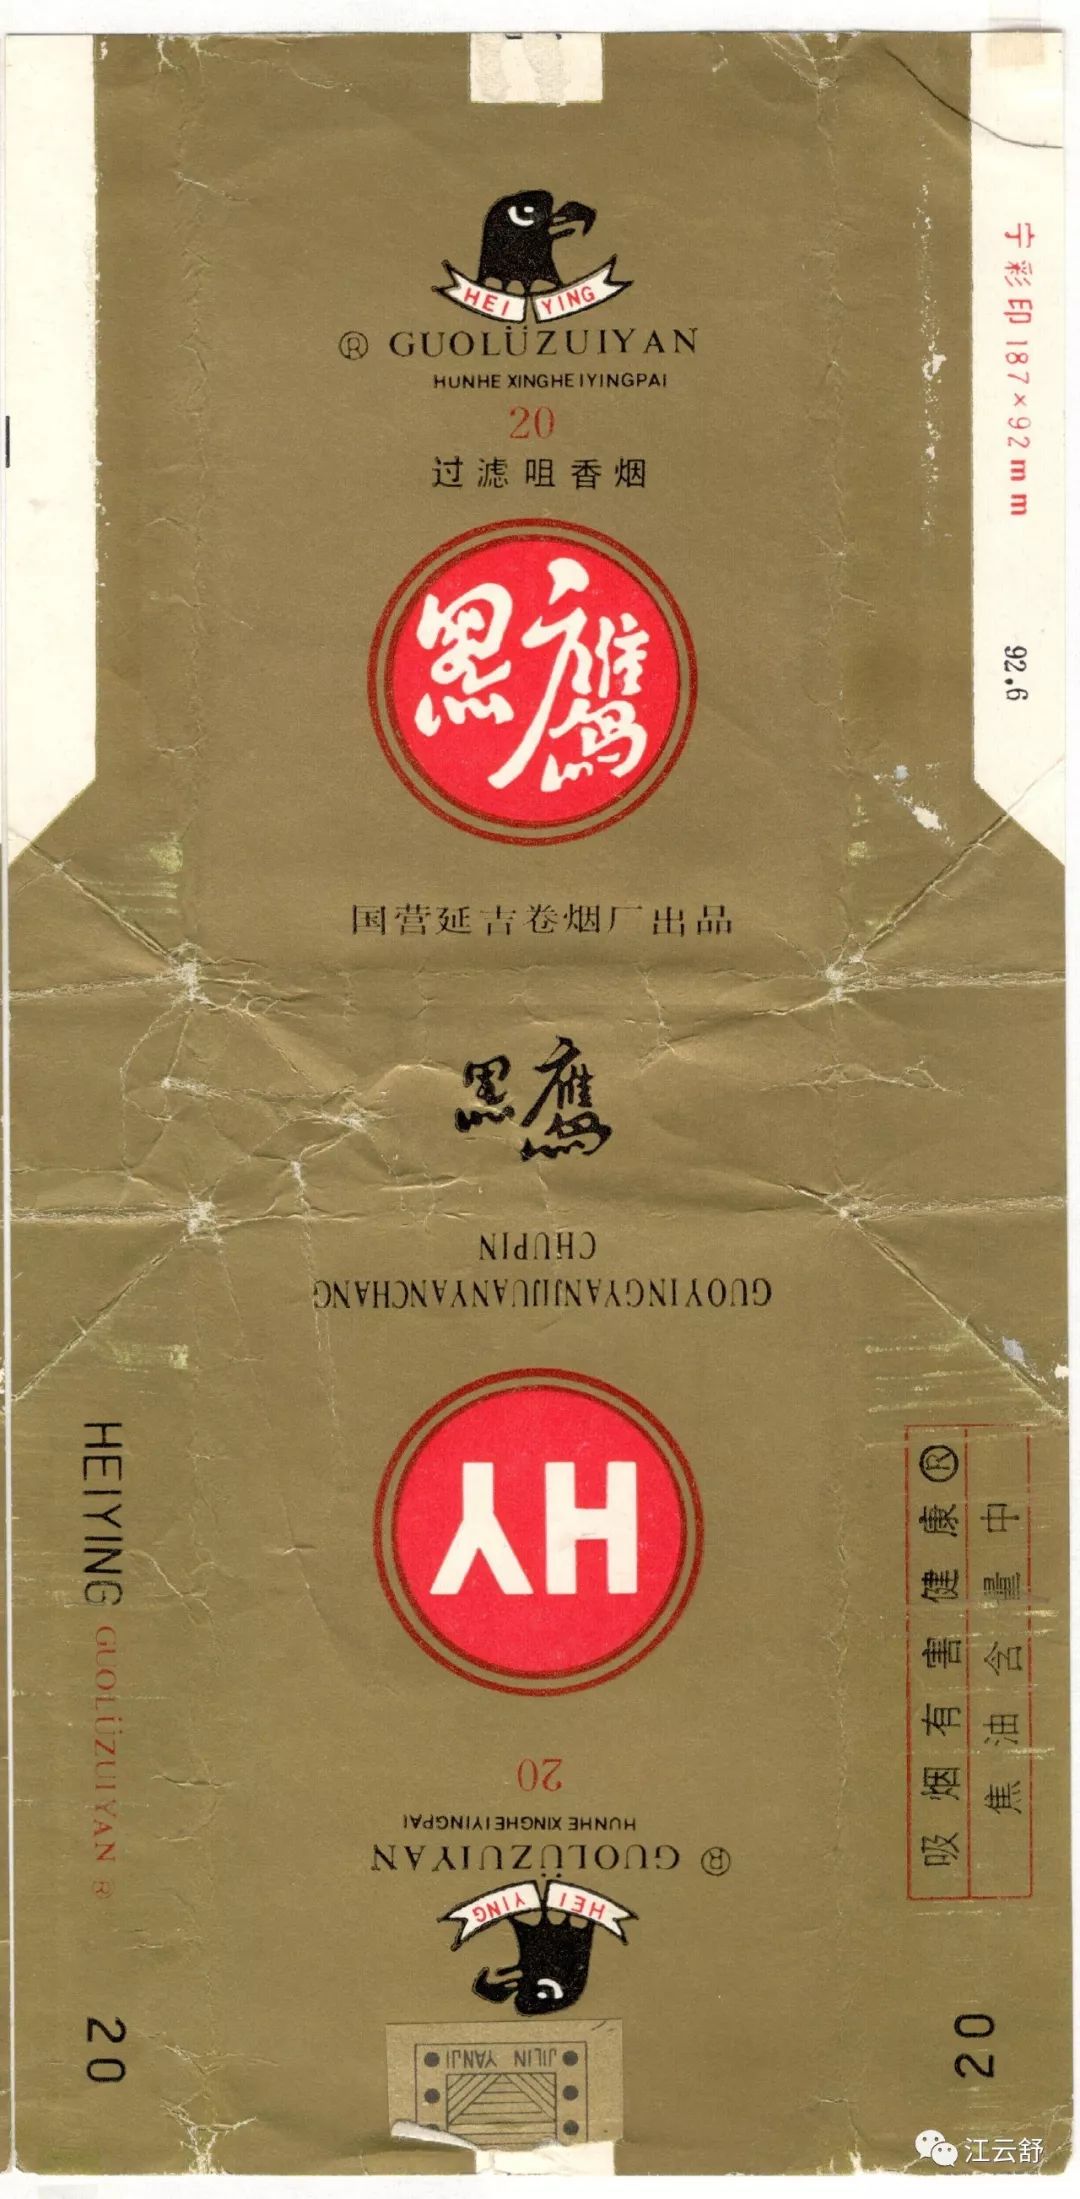 HEI YING
® GUOLÜZUIYAN
HUNHE XINGHEIYINGPAI
20
过滤咀香烟
黑鹰
国营延吉卷烟厂出品
黑鹰
GUOYINGYANJIJUANYANCHANG
CHUPIN
HY
20
HUNHE XINGHEIYINGPAI
® GUOLÜZUIYAN
HEI YING
JILIN YANJI
HEIYING GUOLÜZUIYAN ®
20
吸烟有害健康®
焦油含量中
20
宁彩印187×92mm
92.6
江云舒